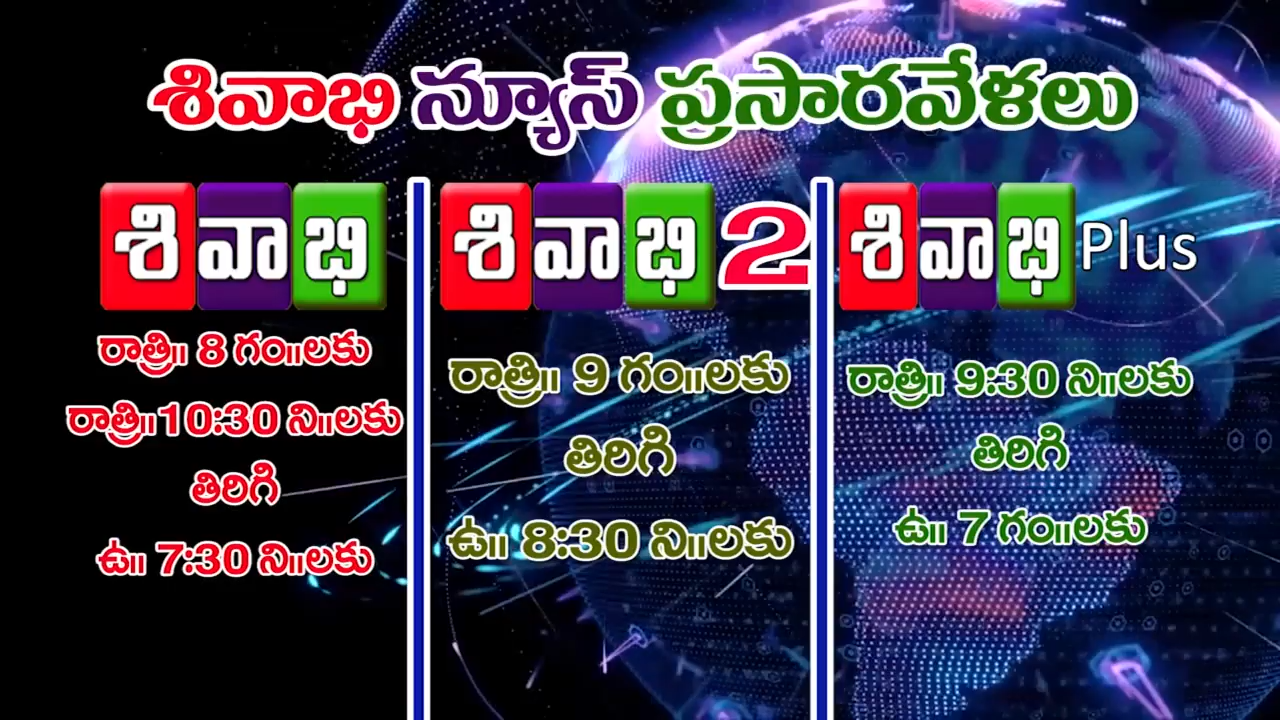 శివాభి న్యూస్ ప్రసారవేళలు
శివాభి
రాత్రి॥ 8 గం॥లకు
రాత్రి॥10:30 ని॥లకు
తిరిగి
ఉ॥ 7:30 ని॥లకు
శివాభి 2
రాత్రి॥ 9 గం॥లకు
తిరిగి
ఉ॥ 8:30 ని॥లకు
శివాభి Plus
రాత్రి॥ 9:30 ని॥లకు
తిరిగి
ఉ॥ 7 గం॥లకు